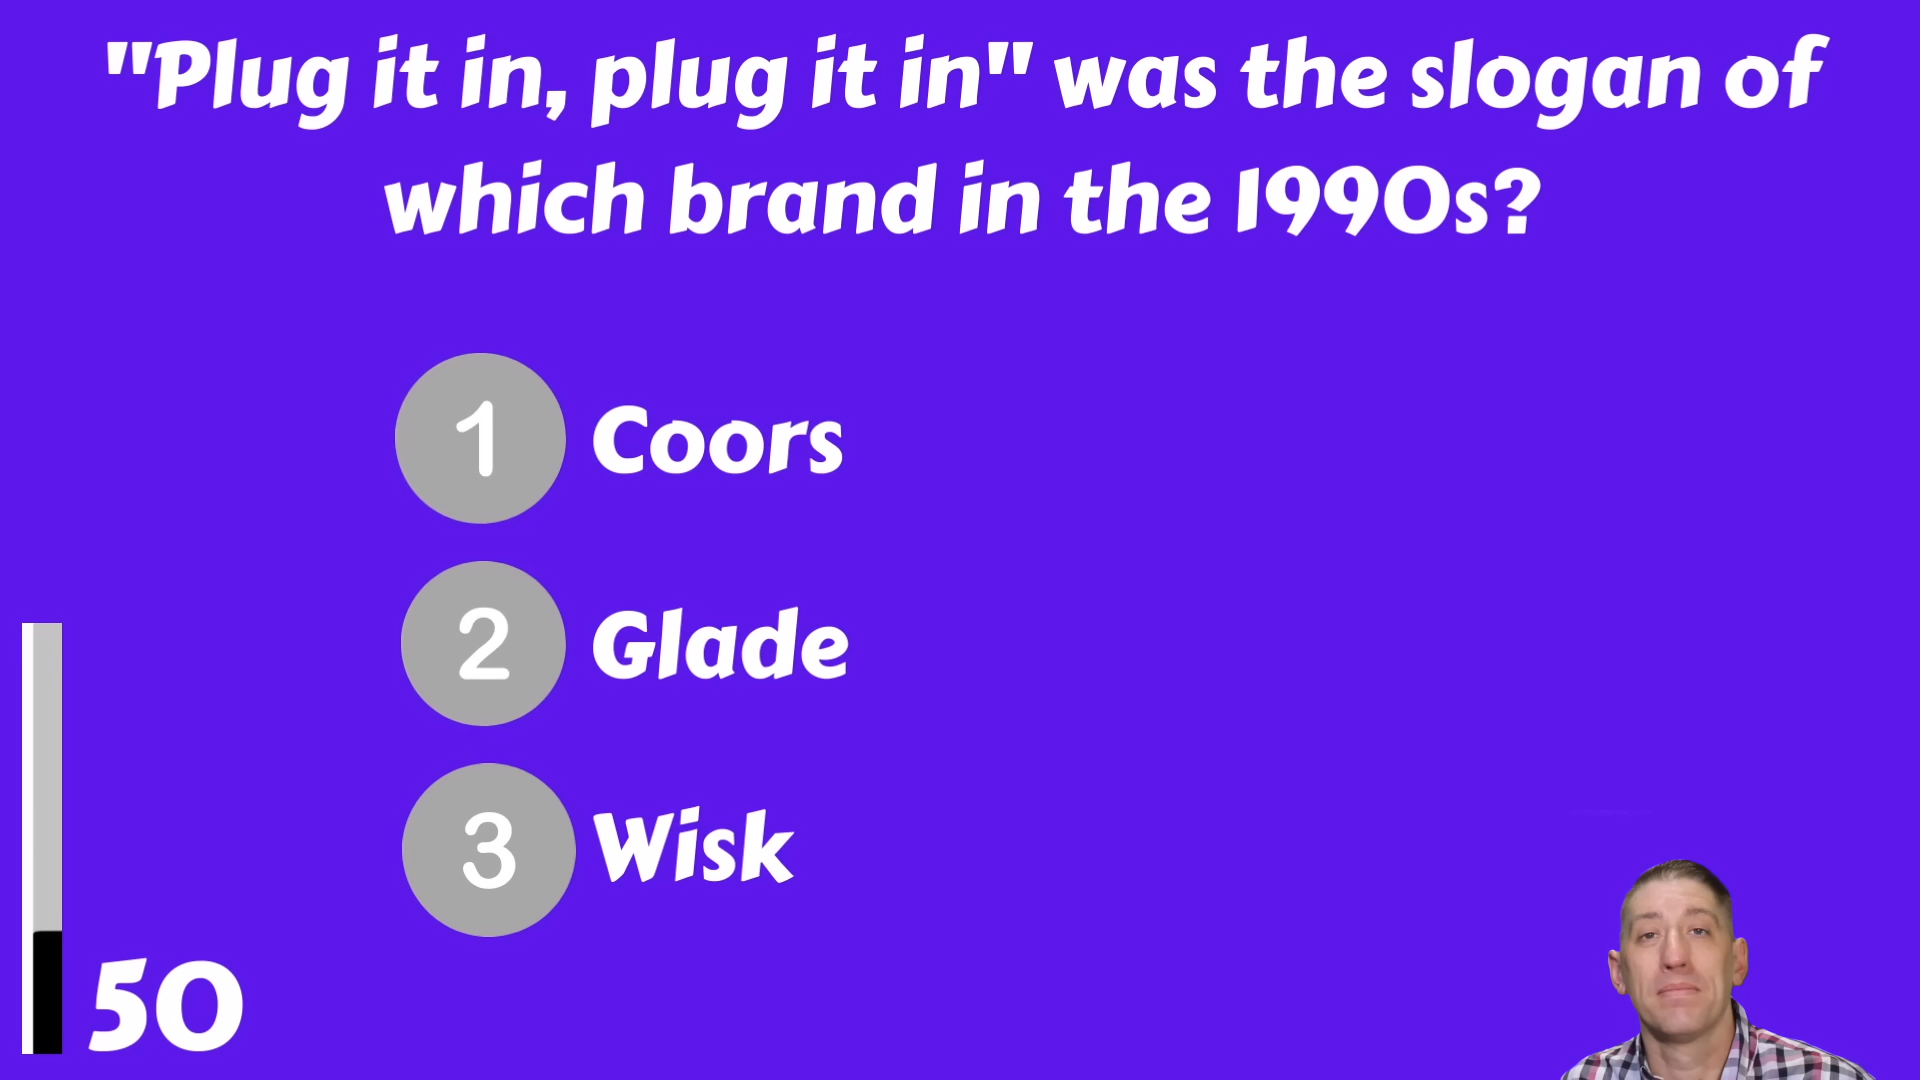 "Plug it in, plug it in" was the slogan of
which brand in the 1990s?
1 Coors
2 Glade
3 Wisk
50